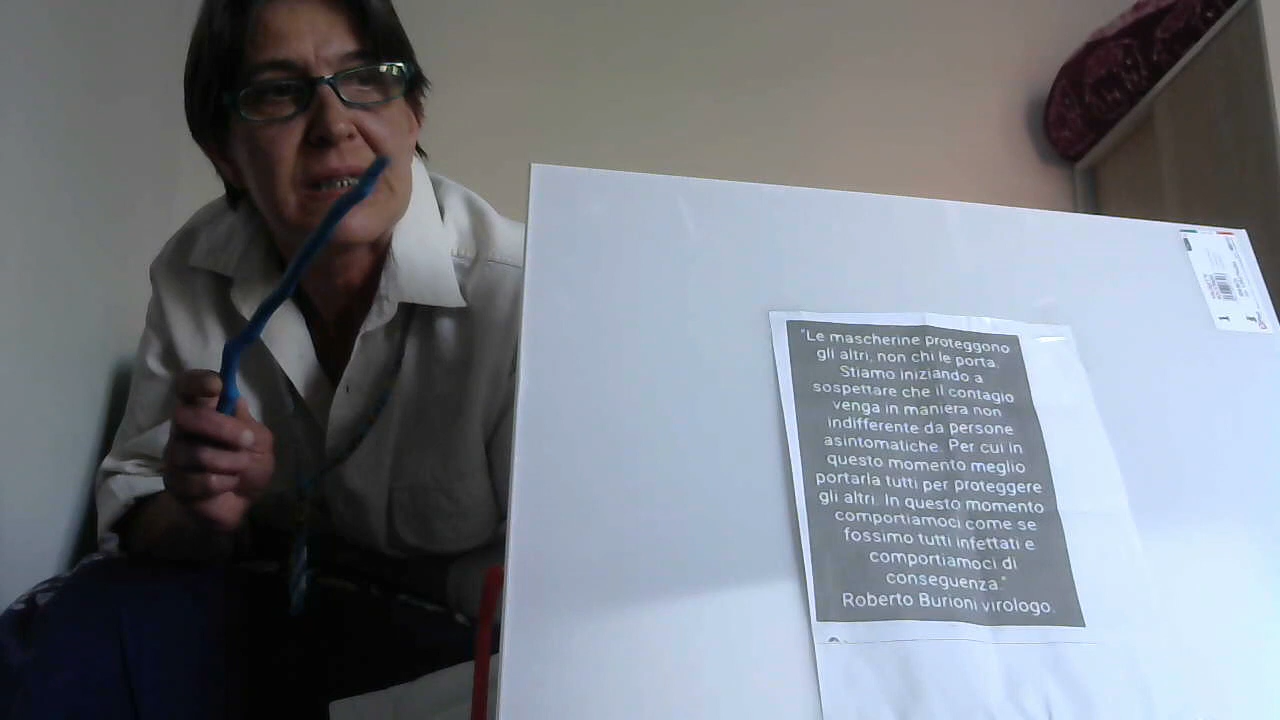 "Le mascherine proteggono
gli altri, non chi le porta.
Stiamo iniziando a
sospettare che il contagio
venga in maniera non
indifferente da persone
asintomatiche. Per cui in
questo momento meglio
portarla tutti per proteggere
gli altri. In questo momento
comportiamoci come se
fossimo tutti infettati e
comportiamoci di
conseguenza."
Roberto Burioni virologo.